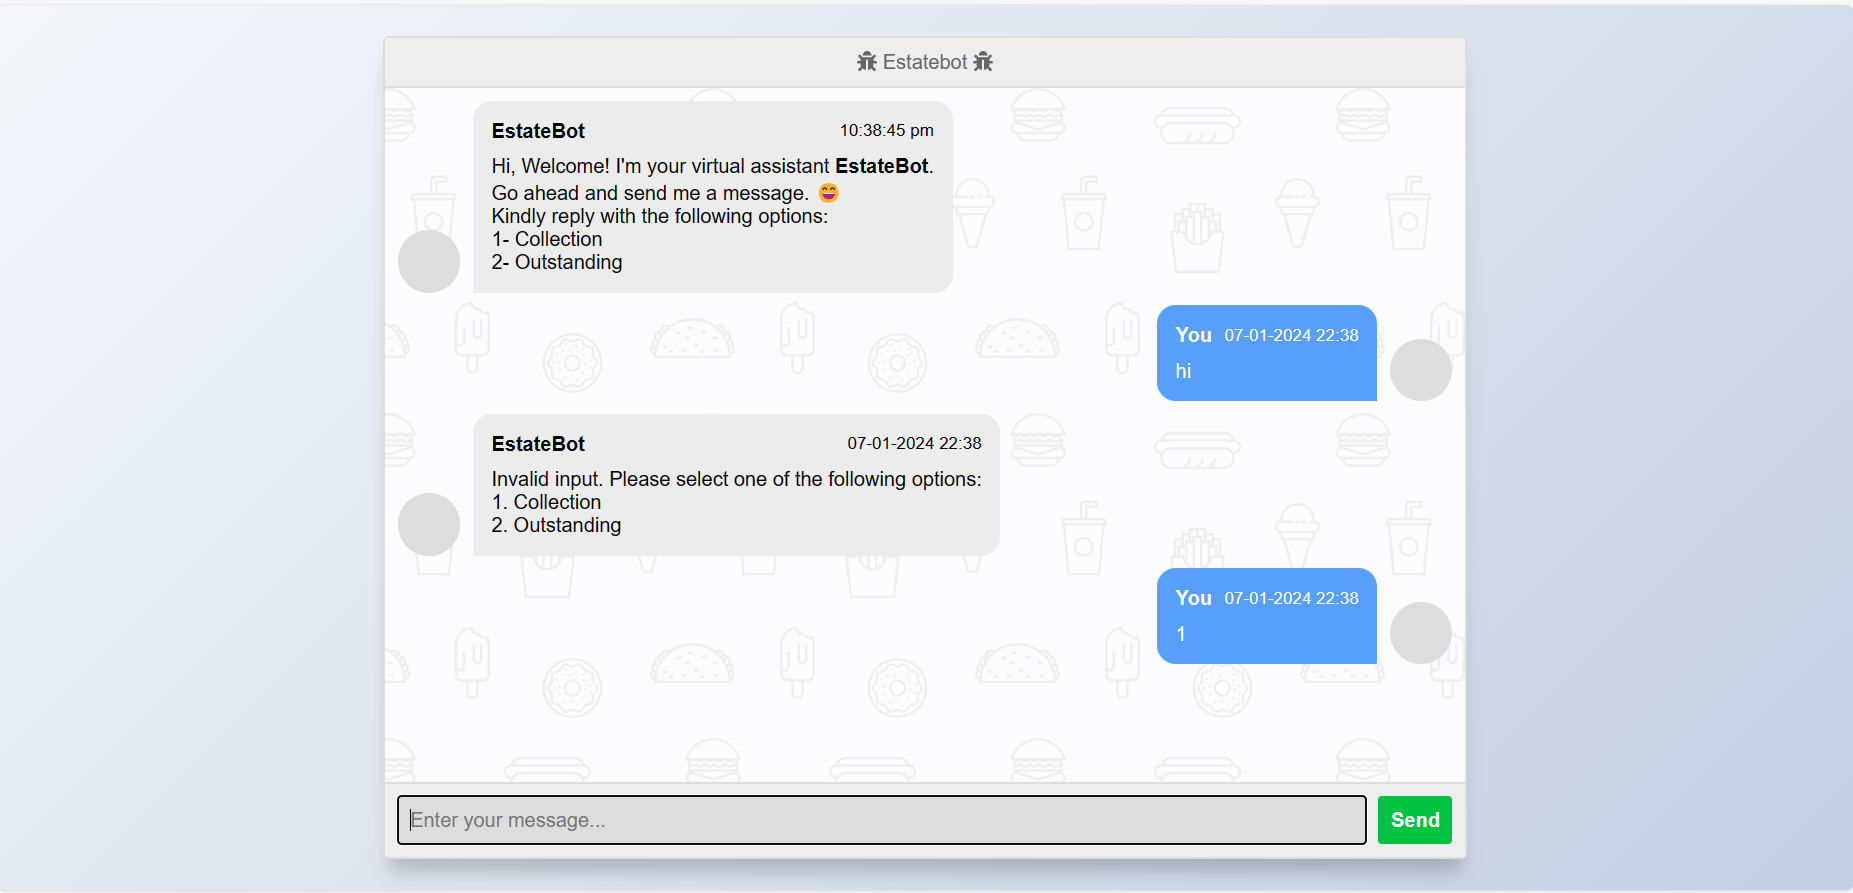 Estatebot
EstateBot 10:38:45 pm
Hi, Welcome! I'm your virtual assistant EstateBot.
Go ahead and send me a message. 😄
Kindly reply with the following options:
1- Collection
2- Outstanding
You 07-01-2024 22:38
hi
EstateBot 07-01-2024 22:38
Invalid input. Please select one of the following options:
1. Collection
2. Outstanding
You 07-01-2024 22:38
1
Enter your message...
Send